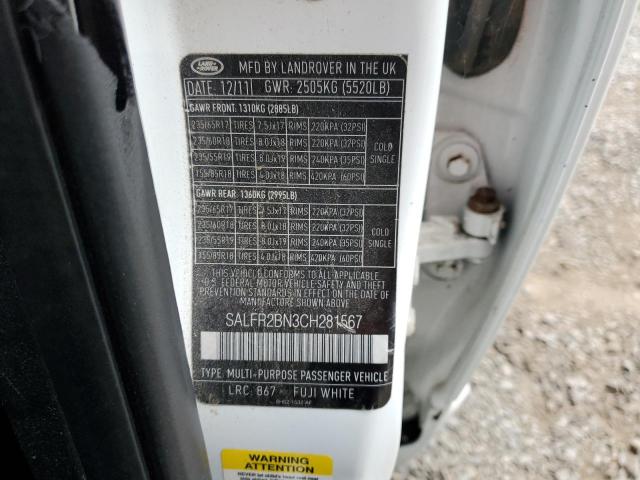 LAND ROVER
MFD BY LANDROVER IN THE UK
DATE: 12/11 GWR: 2505KG (5520LB)
GAWR FRONT: 1310KG (2885LB)
235/65R17 TIRES 7.5Jx17 RIMS 220KPA (32PSI)
235/60R18 TIRES 8.0Jx18 RIMS 220KPA (32PSI)
235/55R19 TIRES 8.0Jx19 RIMS 240KPA (35PSI)
155/85R18 TIRES 4.0Jx18 RIMS 420KPA (60PSI)
COLD
SINGLE
GAWR REAR: 1360KG (2995LB)
235/65R17 TIRES 7.5Jx17 RIMS 220KPA (32PSI)
235/60R18 TIRES 8.0Jx18 RIMS 220KPA (32PSI)
235/55R19 TIRES 8.0Jx19 RIMS 240KPA (35PSI)
155/85R18 TIRES 4.0Jx18 RIMS 420KPA (60PSI)
COLD
SINGLE
THIS VEHICLE CONFORMS TO ALL APPLICABLE
U.S. FEDERAL MOTOR VEHICLE SAFETY AND
THEFT PREVENTION STANDARDS IN EFFECT ON
THE DATE OF MANUFACTURE SHOWN ABOVE
SALFR2BN3CH281567
TYPE: MULTI-PURPOSE PASSENGER VEHICLE
LRC: 867 FUJI WHITE
WARNING
ATTENTION
NEVER let a child's head rest near